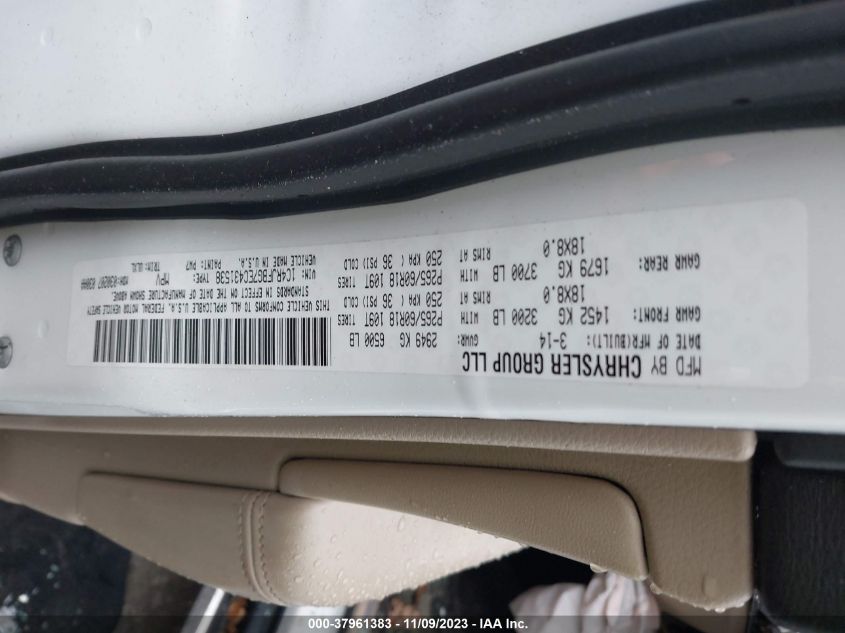 MFD BY CHRYSLER GROUP LLC
DATE OF MFR(BUILT): 3-14 GVWR: 2949 KG 6500 LB
GAWR FRONT: 1452 KG 3200 LB WITH P265/60R18 109T TIRES
18X8.0 RIMS AT 250 KPA ( 36 PSI) COLD
GAWR REAR: 1679 KG 3700 LB WITH P265/60R18 109T TIRES
18X8.0 RIMS AT 250 KPA ( 36 PSI) COLD
THIS VEHICLE CONFORMS TO ALL APPLICABLE U.S.A. FEDERAL MOTOR VEHICLE SAFETY
STANDARDS IN EFFECT ON THE DATE OF MANUFACTURE SHOWN ABOVE.
VIN: 1C4RJFBG7EC431538 TYPE: MPV MDH:
VEHICLE MADE IN U.S.A. PAINT: PW7 TRIM:
000-37961383 - 11/09/2023 - IAA Inc.